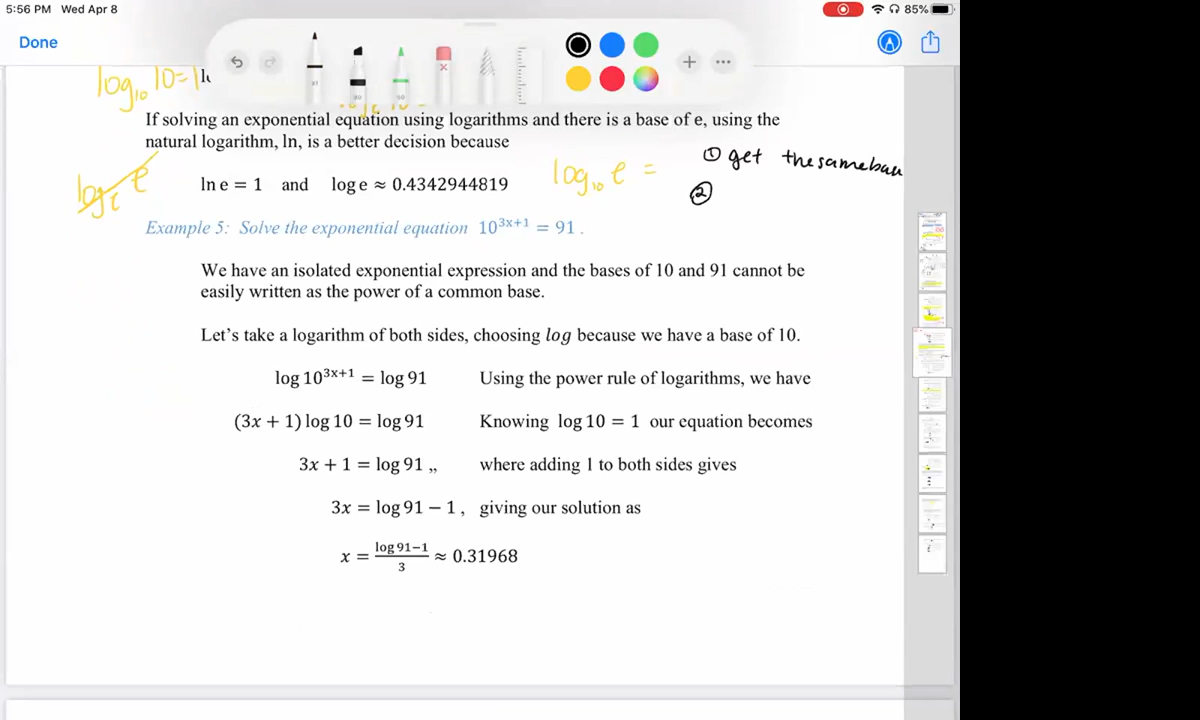 5:56 PM Wed Apr 8
85%
Done
log₁₀ 10=1
If solving an exponential equation using logarithms and there is a base of e, using the
natural logarithm, ln, is a better decision because
① get the same base
logₑ e
ln e = 1 and log e ≈ 0.4342944819
log₁₀ e =
②
Example 5: Solve the exponential equation 10³ˣ⁺¹ = 91 .
We have an isolated exponential expression and the bases of 10 and 91 cannot be
easily written as the power of a common base.
Let's take a logarithm of both sides, choosing log because we have a base of 10.
log 10³ˣ⁺¹ = log 91 Using the power rule of logarithms, we have
(3x + 1) log 10 = log 91 Knowing log 10 = 1 our equation becomes
3x + 1 = log 91 ,, where adding 1 to both sides gives
3x = log 91 − 1 , giving our solution as
x = (log 91−1)/3 ≈ 0.31968